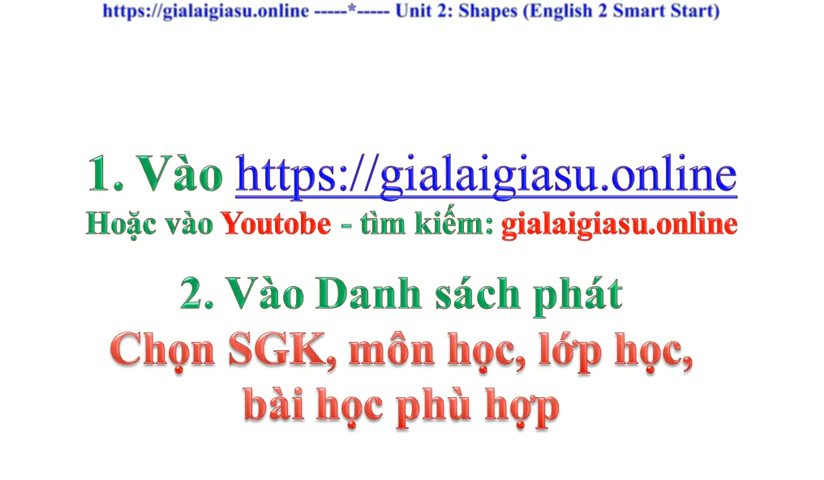 https://gialaigiasu.online -----*----- Unit 2: Shapes (English 2 Smart Start)
1. Vào https://gialaigiasu.online
Hoặc vào Youtobe - tìm kiếm: gialaigiasu.online
2. Vào Danh sách phát
Chọn SGK, môn học, lớp học,
bài học phù hợp